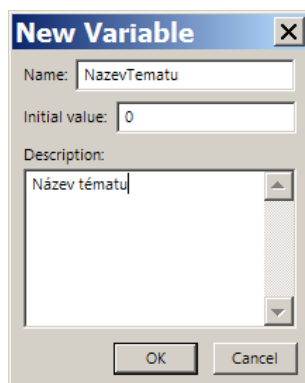 New Variable
Name: NazevTematu
Initial value: 0
Description:
Název tématu
OK Cancel